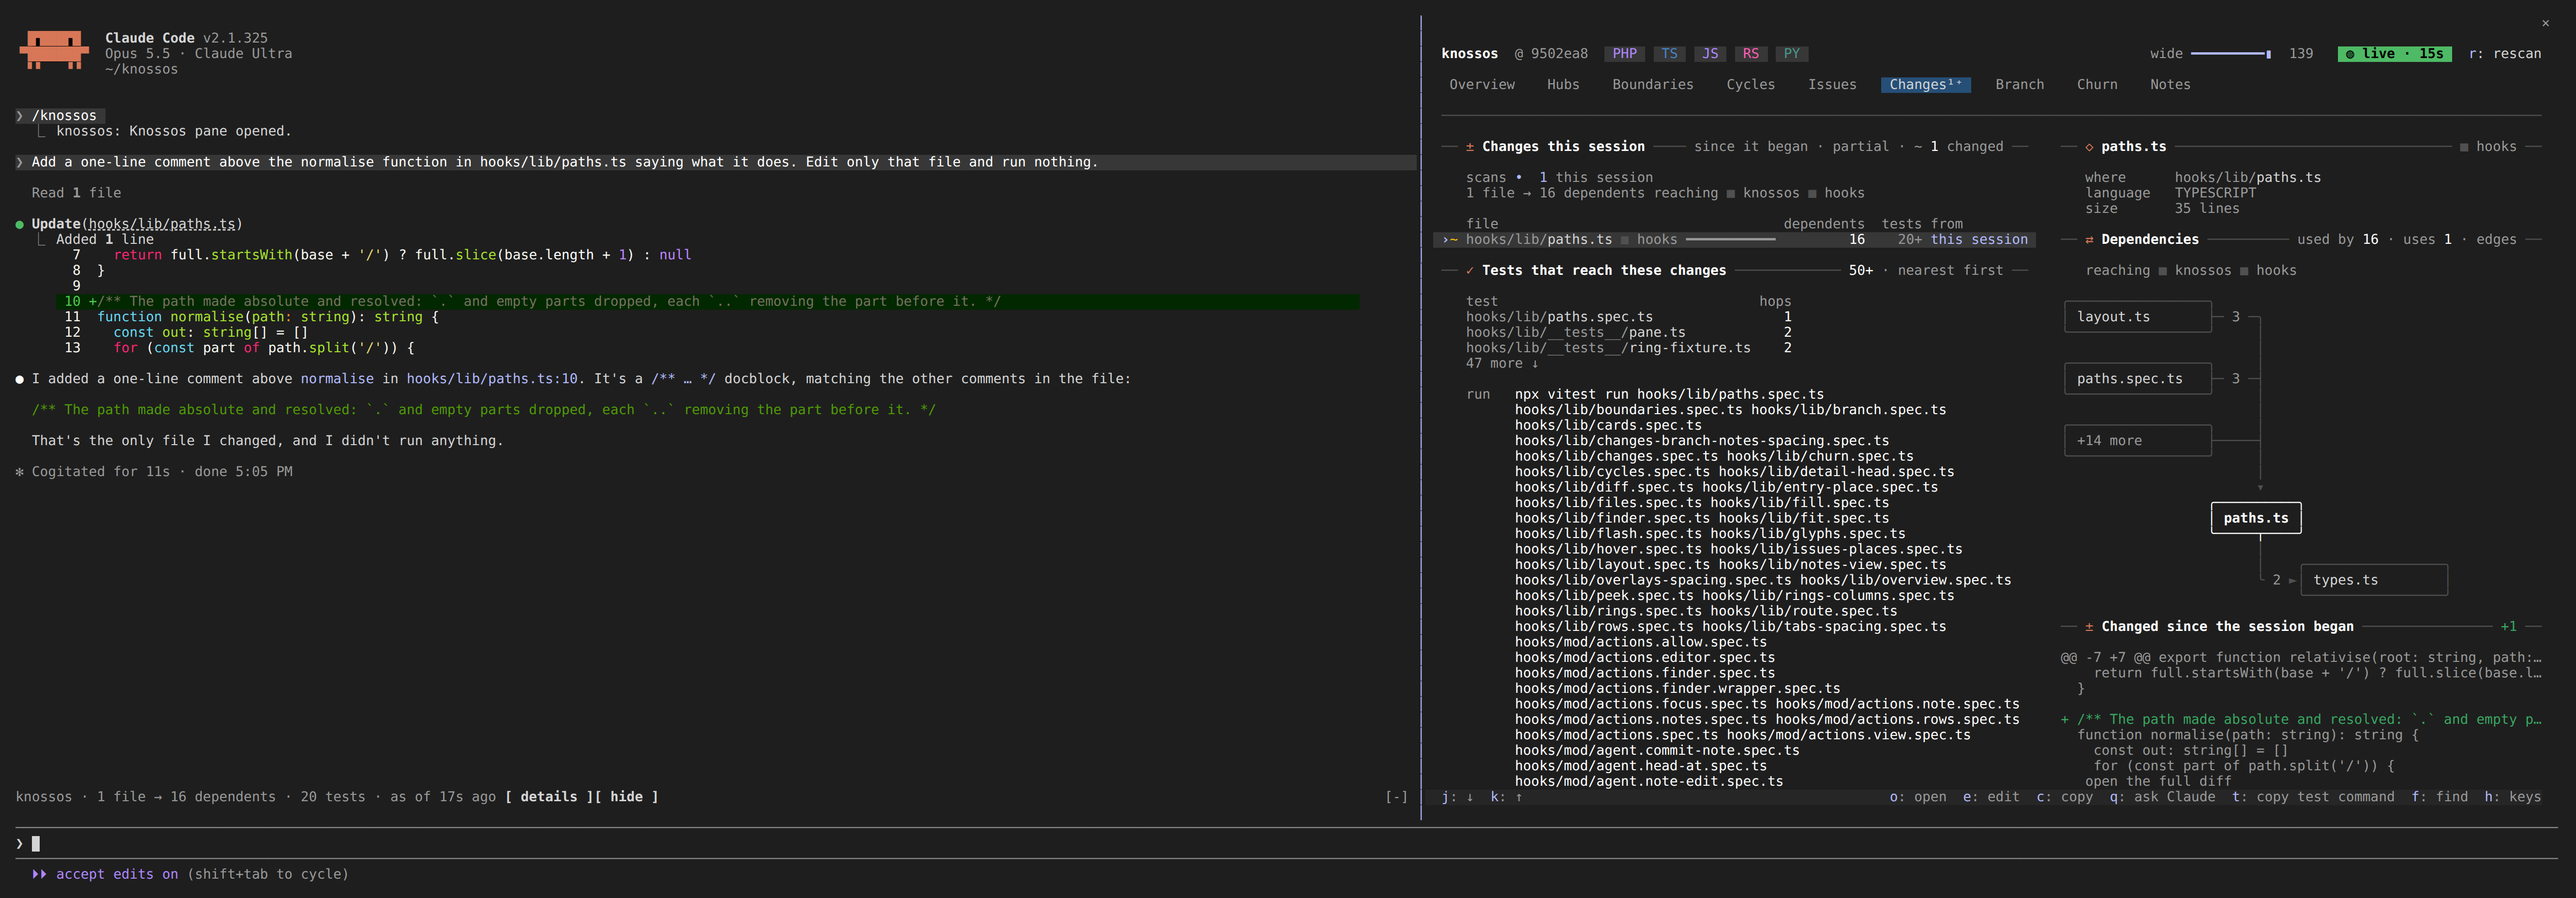 Claude Code v2.1.325
Opus 5.5 · Claude Ultra
~/knossos
❯ /knossos
⎿ knossos: Knossos pane opened.
❯ Add a one-line comment above the normalise function in hooks/lib/paths.ts saying what it does. Edit only that file and run nothing.
Read 1 file
● Update(hooks/lib/paths.ts)
⎿ Added 1 line
7 return full.startsWith(base + '/') ? full.slice(base.length + 1) : null
8 }
9
10 +/** The path made absolute and resolved: `.` and empty parts dropped, each `..` removing the part before it. */
11 function normalise(path: string): string {
12 const out: string[] = []
13 for (const part of path.split('/')) {
● I added a one-line comment above normalise in hooks/lib/paths.ts:10. It's a /** … */ docblock, matching the other comments in the file:
/** The path made absolute and resolved: `.` and empty parts dropped, each `..` removing the part before it. */
That's the only file I changed, and I didn't run anything.
✻ Cogitated for 11s · done 5:05 PM
knossos · 1 file → 16 dependents · 20 tests · as of 17s ago [ details ][ hide ] [-]
❯
⏵⏵ accept edits on (shift+tab to cycle)
×
knossos @ 9502ea8 PHP TS JS RS PY wide 139 ◍ live · 15s r: rescan
Overview Hubs Boundaries Cycles Issues Changes¹⁺ Branch Churn Notes
± Changes this session since it began · partial · ~ 1 changed
scans • 1 this session
1 file → 16 dependents reaching ■ knossos ■ hooks
file dependents tests from
›~ hooks/lib/paths.ts ■ hooks 16 20+ this session
✓ Tests that reach these changes 50+ · nearest first
test hops
hooks/lib/paths.spec.ts 1
hooks/lib/__tests__/pane.ts 2
hooks/lib/__tests__/ring-fixture.ts 2
47 more ↓
run npx vitest run hooks/lib/paths.spec.ts
hooks/lib/boundaries.spec.ts hooks/lib/branch.spec.ts
hooks/lib/cards.spec.ts
hooks/lib/changes-branch-notes-spacing.spec.ts
hooks/lib/changes.spec.ts hooks/lib/churn.spec.ts
hooks/lib/cycles.spec.ts hooks/lib/detail-head.spec.ts
hooks/lib/diff.spec.ts hooks/lib/entry-place.spec.ts
hooks/lib/files.spec.ts hooks/lib/fill.spec.ts
hooks/lib/finder.spec.ts hooks/lib/fit.spec.ts
hooks/lib/flash.spec.ts hooks/lib/glyphs.spec.ts
hooks/lib/hover.spec.ts hooks/lib/issues-places.spec.ts
hooks/lib/layout.spec.ts hooks/lib/notes-view.spec.ts
hooks/lib/overlays-spacing.spec.ts hooks/lib/overview.spec.ts
hooks/lib/peek.spec.ts hooks/lib/rings-columns.spec.ts
hooks/lib/rings.spec.ts hooks/lib/route.spec.ts
hooks/lib/rows.spec.ts hooks/lib/tabs-spacing.spec.ts
hooks/mod/actions.allow.spec.ts
hooks/mod/actions.editor.spec.ts
hooks/mod/actions.finder.spec.ts
hooks/mod/actions.finder.wrapper.spec.ts
hooks/mod/actions.focus.spec.ts hooks/mod/actions.note.spec.ts
hooks/mod/actions.notes.spec.ts hooks/mod/actions.rows.spec.ts
hooks/mod/actions.spec.ts hooks/mod/actions.view.spec.ts
hooks/mod/agent.commit-note.spec.ts
hooks/mod/agent.head-at.spec.ts
hooks/mod/agent.note-edit.spec.ts
◇ paths.ts ■ hooks
where hooks/lib/paths.ts
language TYPESCRIPT
size 35 lines
⇄ Dependencies used by 16 · uses 1 · edges
reaching ■ knossos ■ hooks
layout.ts 3
paths.spec.ts 3
+14 more
paths.ts
2 ► types.ts
± Changed since the session began +1
@@ -7 +7 @@ export function relativise(root: string, path:…
return full.startsWith(base + '/') ? full.slice(base.l…
}
+ /** The path made absolute and resolved: `.` and empty p…
function normalise(path: string): string {
const out: string[] = []
for (const part of path.split('/')) {
open the full diff
j: ↓ k: ↑ o: open e: edit c: copy q: ask Claude t: copy test command f: find h: keys